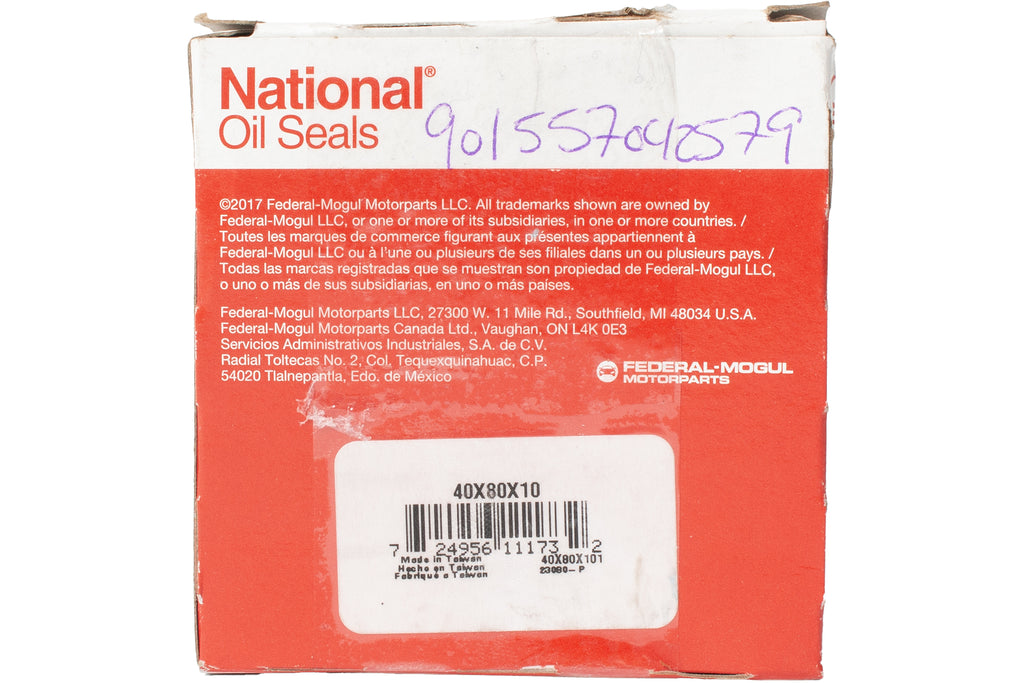 National®
Oil Seals
901557040579
©2017 Federal-Mogul Motorparts LLC. All trademarks shown are owned by
Federal-Mogul LLC, or one or more of its subsidiaries, in one or more countries. /
Toutes les marques de commerce figurant aux présentes appartiennent à
Federal-Mogul LLC ou à l'une ou plusieurs de ses filiales dans un ou plusieurs pays. /
Todas las marcas registradas que se muestran son propiedad de Federal-Mogul LLC,
o uno o más de sus subsidiarias, en uno o más países.
Federal-Mogul Motorparts LLC, 27300 W. 11 Mile Rd., Southfield, MI 48034 U.S.A.
Federal-Mogul Motorparts Canada Ltd., Vaughan, ON L4K 0E3
Servicios Administrativos Industriales, S.A. de C.V.
Radial Toltecas No. 2, Col. Tequexquinahuac, C.P.
54020 Tlalnepantla, Edo. de México
FEDERAL-MOGUL
MOTORPARTS
40X80X10
7 24956 11173 2
Made in Taiwan
Hecho en Taiwan
Fabriqué a Taiwan
40X80X101
23080-P